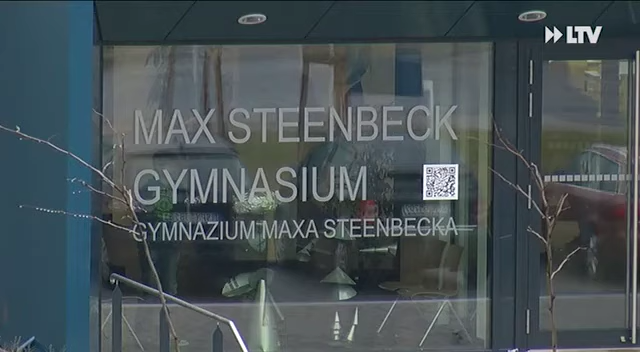 LTV
MAX STEENBECK
GYMNASIUM
GYMNAZIUM MAXA STEENBECKA